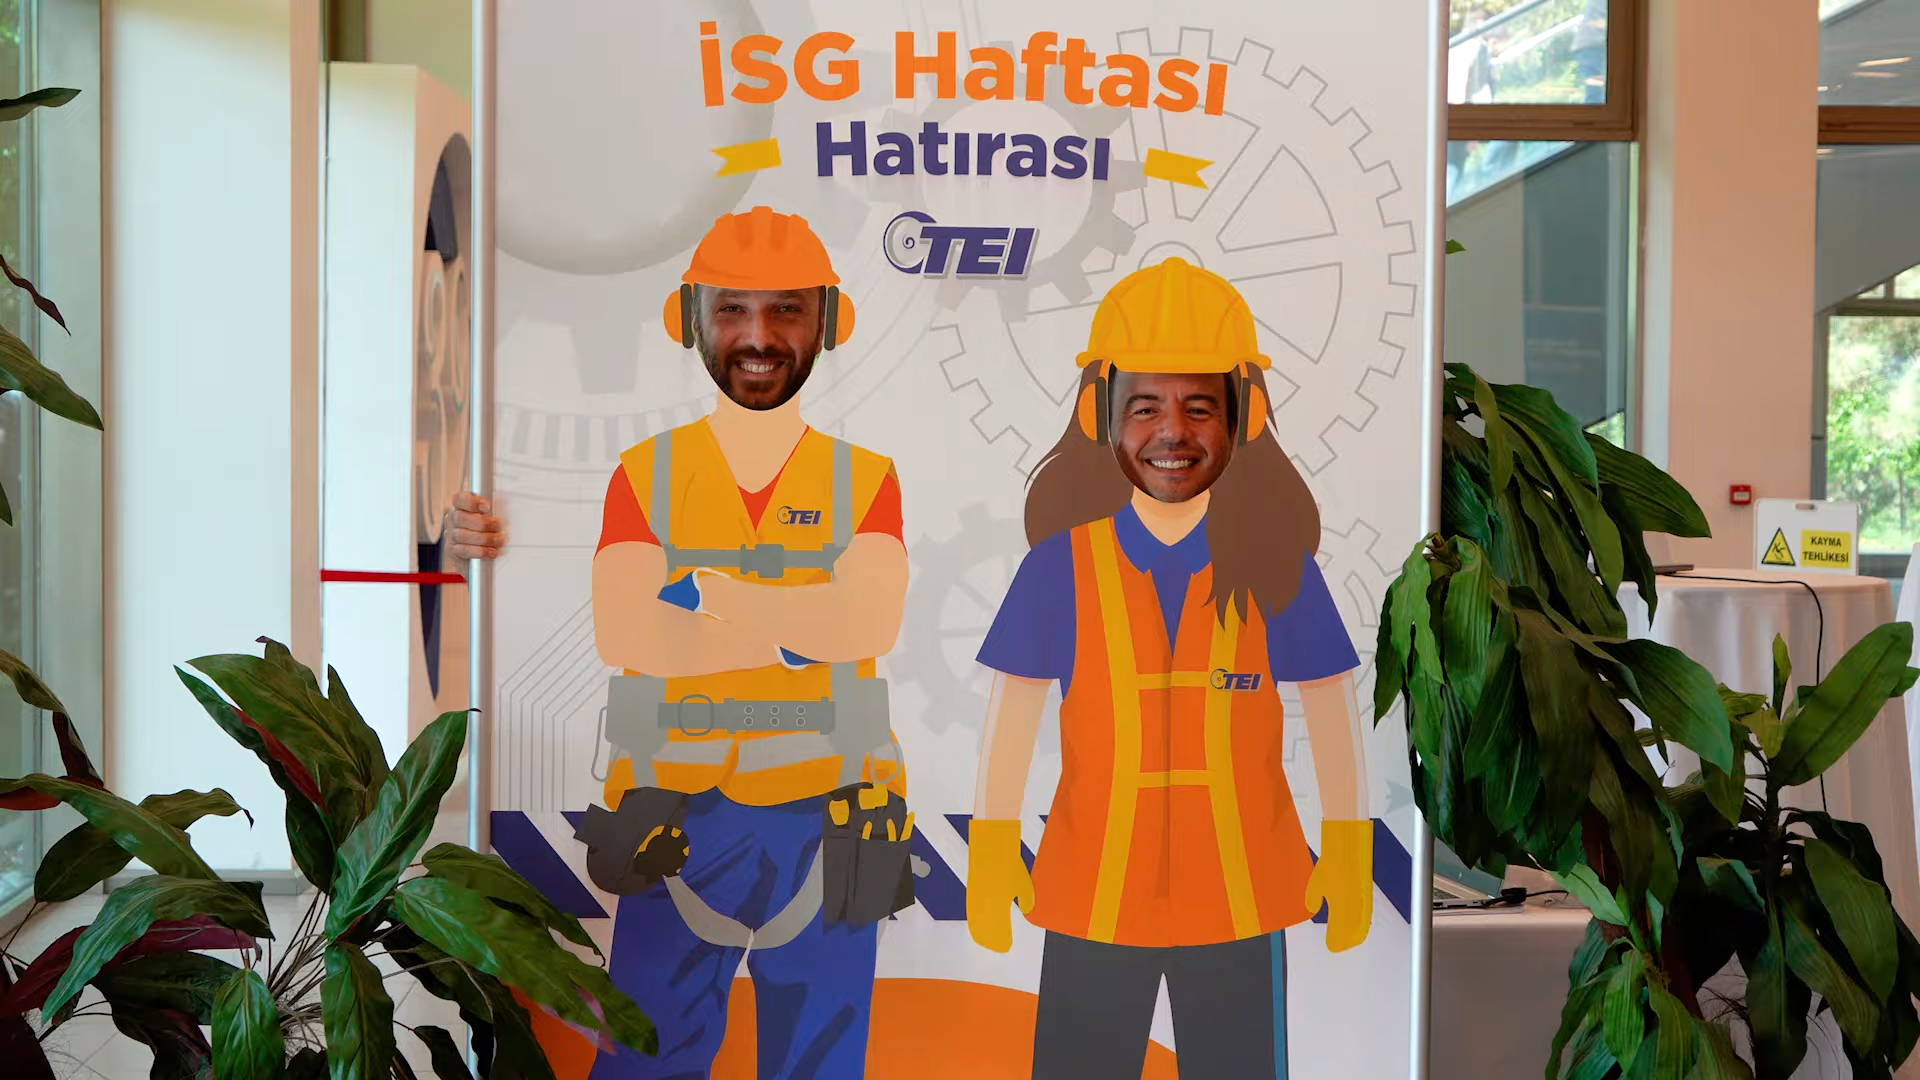 İSG Haftası
Hatırası
TEI
TEI
TEI
KAYMA
TEHLİKESİ